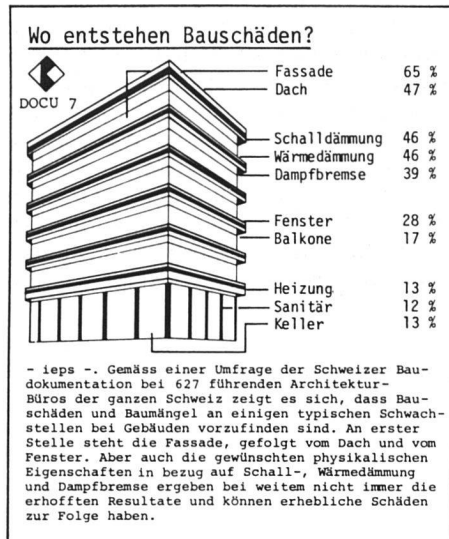 Wo entstehen Bauschäden?
DOCU 7
Fassade 65 %
Dach 47 %
Schalldämmung 46 %
Wärmedämmung 46 %
Dampfbremse 39 %
Fenster 28 %
Balkone 17 %
Heizung 13 %
Sanitär 12 %
Keller 13 %
- ieps -. Gemäss einer Umfrage der Schweizer Bau-
dokumentation bei 627 führenden Architektur-
Büros der ganzen Schweiz zeigt es sich, dass Bau-
schäden und Baumängel an einigen typischen Schwach-
stellen bei Gebäuden vorzufinden sind. An erster
Stelle steht die Fassade, gefolgt vom Dach und vom
Fenster. Aber auch die gewünschten physikalischen
Eigenschaften in bezug auf Schall-, Wärmedämmung
und Dampfbremse ergeben bei weitem nicht immer die
erhofften Resultate und können erhebliche Schäden
zur Folge haben.